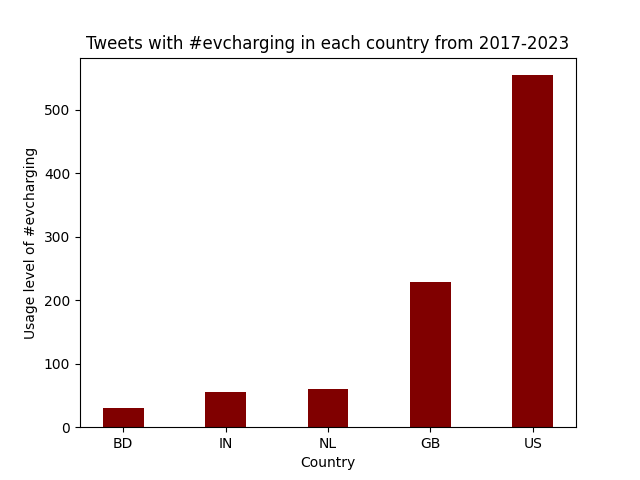 Tweets with #evcharging in each country from 2017-2023
Usage level of #evcharging
500
400
300
200
100
0
BD IN NL GB US
Country